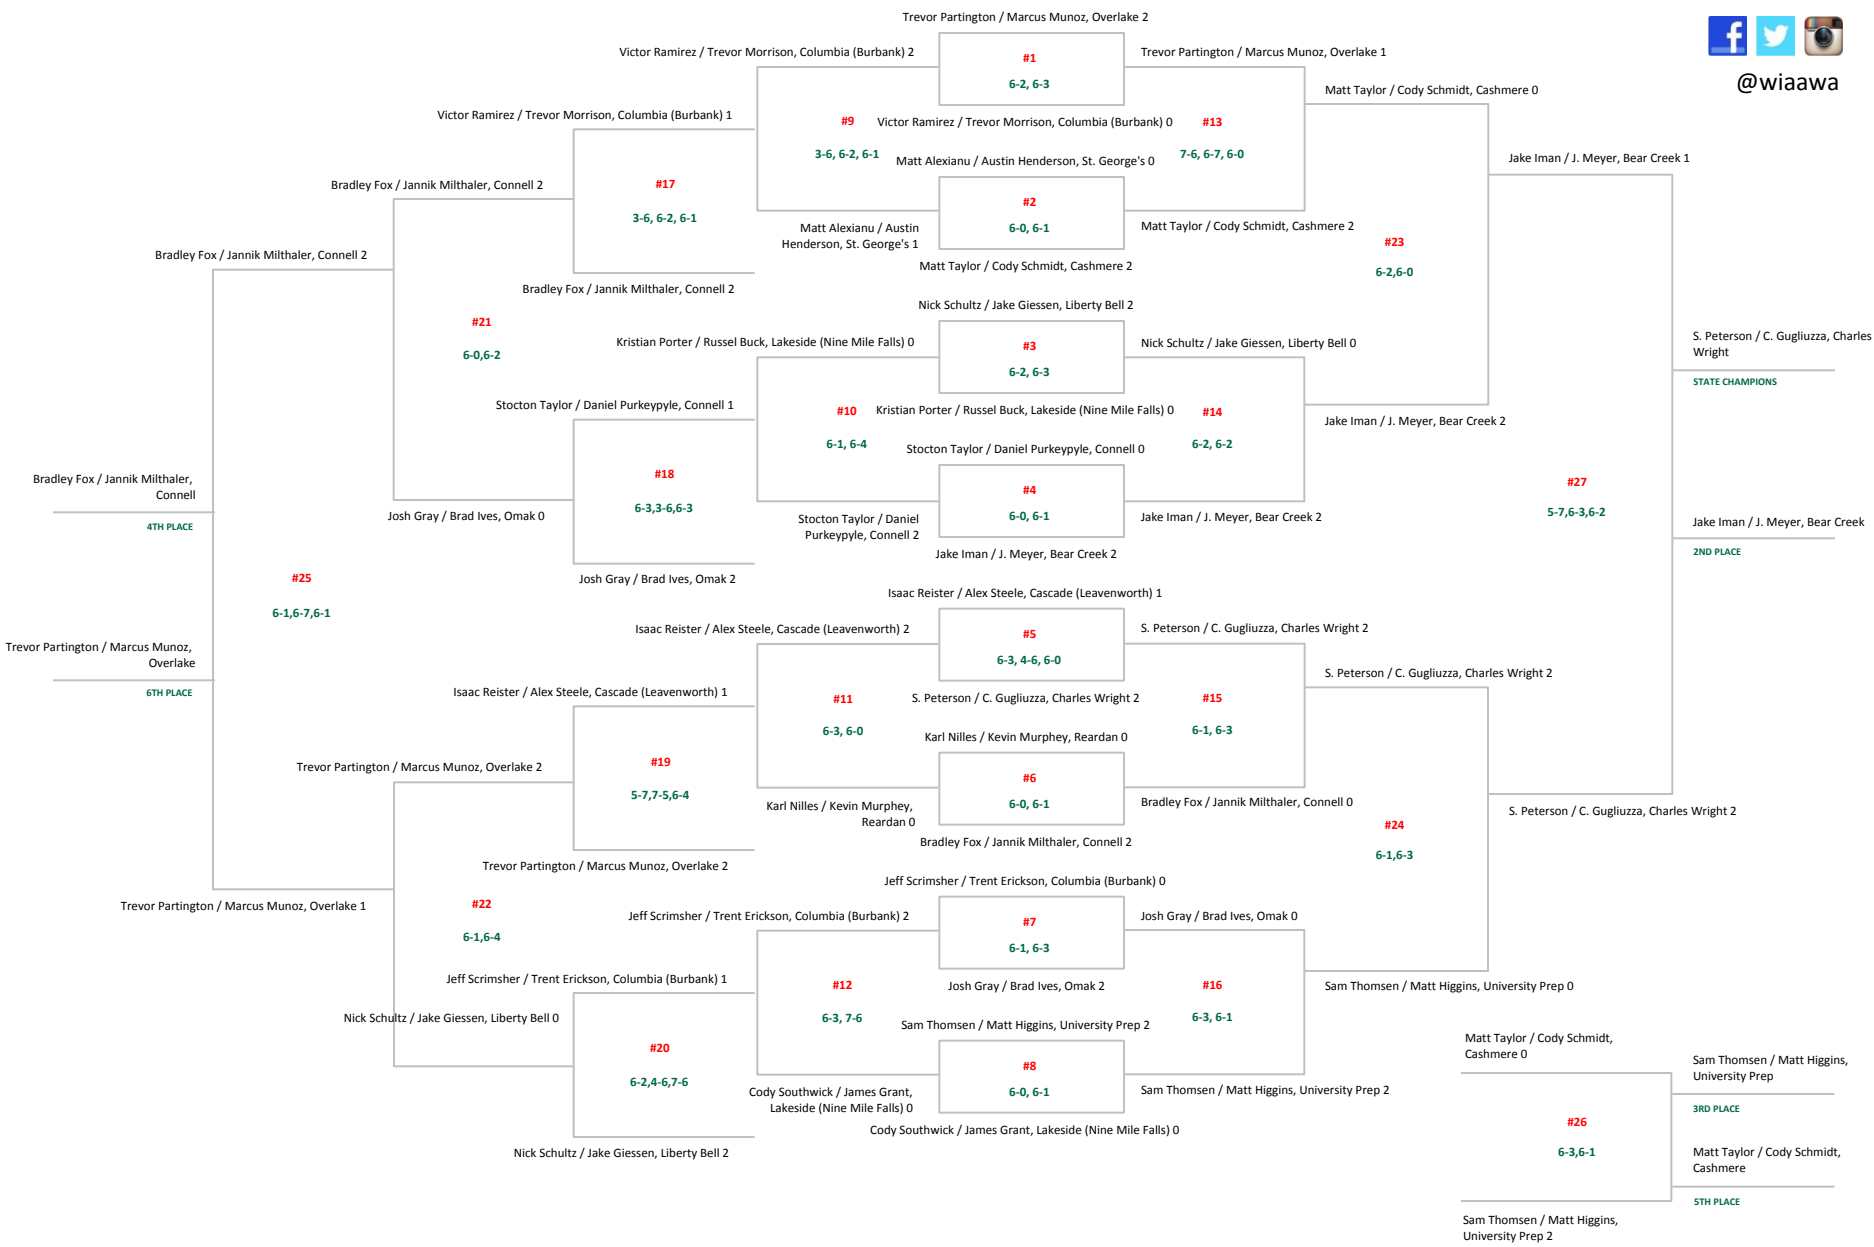 Trevor Partington / Marcus Munoz, Overlake 2
Victor Ramirez / Trevor Morrison, Columbia (Burbank) 2
#1
Trevor Partington / Marcus Munoz, Overlake 1
6-2, 6-3
@wiaawa
Matt Taylor / Cody Schmidt, Cashmere 0
Victor Ramirez / Trevor Morrison, Columbia (Burbank) 1
#9
Victor Ramirez / Trevor Morrison, Columbia (Burbank) 0
#13
3-6, 6-2, 6-1
7-6, 6-7, 6-0
Matt Alexianu / Austin Henderson, St. George's 0
Jake Iman / J. Meyer, Bear Creek 1
Bradley Fox / Jannik Milthaler, Connell 2
#17
#2
3-6, 6-2, 6-1
Matt Alexianu / Austin
Henderson, St. George's 1
6-0, 6-1
Matt Taylor / Cody Schmidt, Cashmere 2
#23
Bradley Fox / Jannik Milthaler, Connell 2
Matt Taylor / Cody Schmidt, Cashmere 2
6-2,6-0
Bradley Fox / Jannik Milthaler, Connell 2
Nick Schultz / Jake Giessen, Liberty Bell 2
#21
6-0,6-2
Kristian Porter / Russel Buck, Lakeside (Nine Mile Falls) 0
#3
Nick Schultz / Jake Giessen, Liberty Bell 0
S. Peterson / C. Gugliuzza, Charles
Wright
6-2, 6-3
STATE CHAMPIONS
Stocton Taylor / Daniel Purkeypyle, Connell 1
#10
Kristian Porter / Russel Buck, Lakeside (Nine Mile Falls) 0
#14
Jake Iman / J. Meyer, Bear Creek 2
6-1, 6-4
6-2, 6-2
Stocton Taylor / Daniel Purkeypyle, Connell 0
Bradley Fox / Jannik Milthaler,
Connell
#18
#4
#27
4TH PLACE
Josh Gray / Brad Ives, Omak 0
6-3,3-6,6-3
Stocton Taylor / Daniel
Purkeypyle, Connell 2
6-0, 6-1
Jake Iman / J. Meyer, Bear Creek 2
5-7,6-3,6-2
Jake Iman / J. Meyer, Bear Creek
Jake Iman / J. Meyer, Bear Creek 2
2ND PLACE
#25
Josh Gray / Brad Ives, Omak 2
Isaac Reister / Alex Steele, Cascade (Leavenworth) 1
6-1,6-7,6-1
Isaac Reister / Alex Steele, Cascade (Leavenworth) 2
#5
S. Peterson / C. Gugliuzza, Charles Wright 2
Trevor Partington / Marcus Munoz,
Overlake
6-3, 4-6, 6-0
S. Peterson / C. Gugliuzza, Charles Wright 2
6TH PLACE
Isaac Reister / Alex Steele, Cascade (Leavenworth) 1
#11
S. Peterson / C. Gugliuzza, Charles Wright 2
#15
6-3, 6-0
6-1, 6-3
Karl Nilles / Kevin Murphey, Reardan 0
Trevor Partington / Marcus Munoz, Overlake 2
#19
#6
5-7,7-5,6-4
Karl Nilles / Kevin Murphey,
Reardan 0
6-0, 6-1
Bradley Fox / Jannik Milthaler, Connell 0
S. Peterson / C. Gugliuzza, Charles Wright 2
#24
Bradley Fox / Jannik Milthaler, Connell 2
6-1,6-3
Trevor Partington / Marcus Munoz, Overlake 2
Jeff Scrimsher / Trent Erickson, Columbia (Burbank) 0
Trevor Partington / Marcus Munoz, Overlake 1
#22
Jeff Scrimsher / Trent Erickson, Columbia (Burbank) 2
#7
Josh Gray / Brad Ives, Omak 0
6-1,6-4
6-1, 6-3
Jeff Scrimsher / Trent Erickson, Columbia (Burbank) 1
#12
Josh Gray / Brad Ives, Omak 2
#16
Sam Thomsen / Matt Higgins, University Prep 0
Nick Schultz / Jake Giessen, Liberty Bell 0
6-3, 7-6
Sam Thomsen / Matt Higgins, University Prep 2
6-3, 6-1
#20
#8
Matt Taylor / Cody Schmidt,
Cashmere 0
Sam Thomsen / Matt Higgins,
University Prep
6-2,4-6,7-6
Cody Southwick / James Grant,
Lakeside (Nine Mile Falls) 0
6-0, 6-1
Sam Thomsen / Matt Higgins, University Prep 2
3RD PLACE
Cody Southwick / James Grant, Lakeside (Nine Mile Falls) 0
#26
Nick Schultz / Jake Giessen, Liberty Bell 2
6-3,6-1
Matt Taylor / Cody Schmidt,
Cashmere
5TH PLACE
Sam Thomsen / Matt Higgins,
University Prep 2